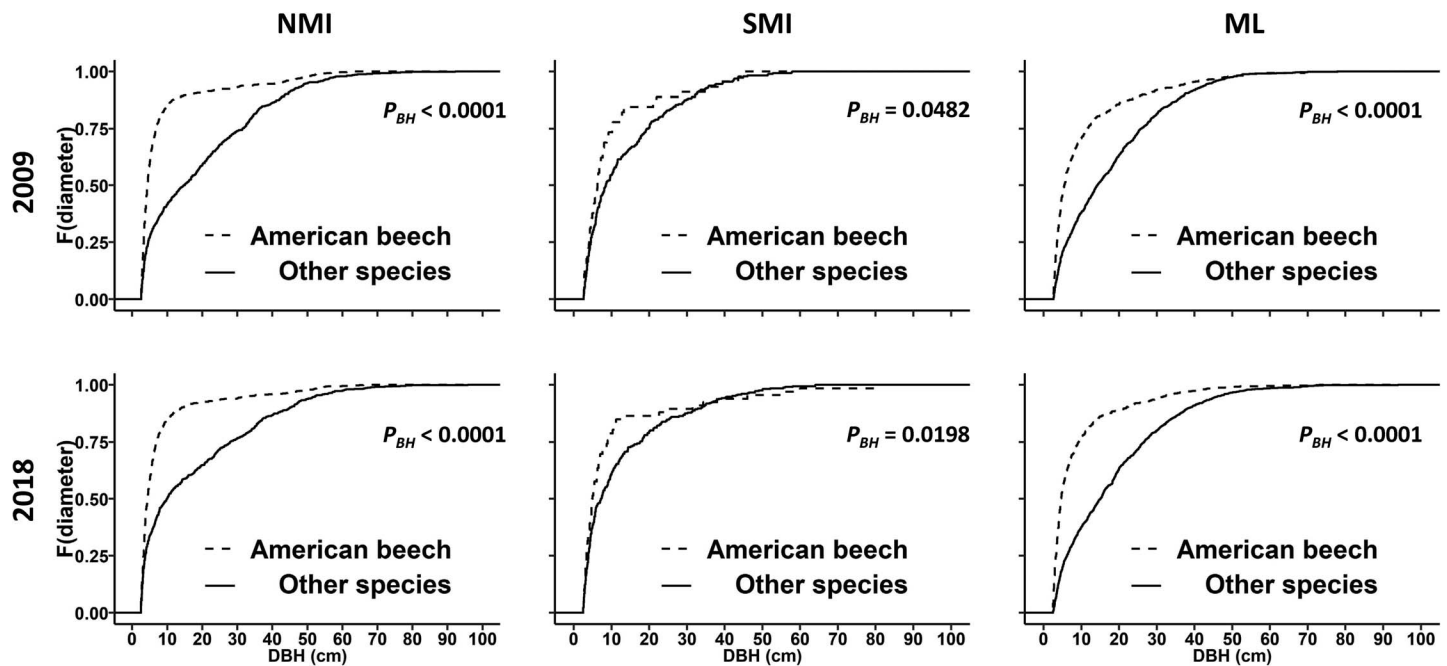 NMI
SMI
ML
2009
F(diameter)
1.00
0.75
0.50
0.25
0.00
P_BH < 0.0001
American beech
Other species
P_BH = 0.0482
American beech
Other species
P_BH < 0.0001
American beech
Other species
2018
F(diameter)
1.00
0.75
0.50
0.25
0.00
P_BH < 0.0001
American beech
Other species
P_BH = 0.0198
American beech
Other species
P_BH < 0.0001
American beech
Other species
0 10 20 30 40 50 60 70 80 90 100
DBH (cm)
0 10 20 30 40 50 60 70 80 90 100
DBH (cm)
0 10 20 30 40 50 60 70 80 90 100
DBH (cm)